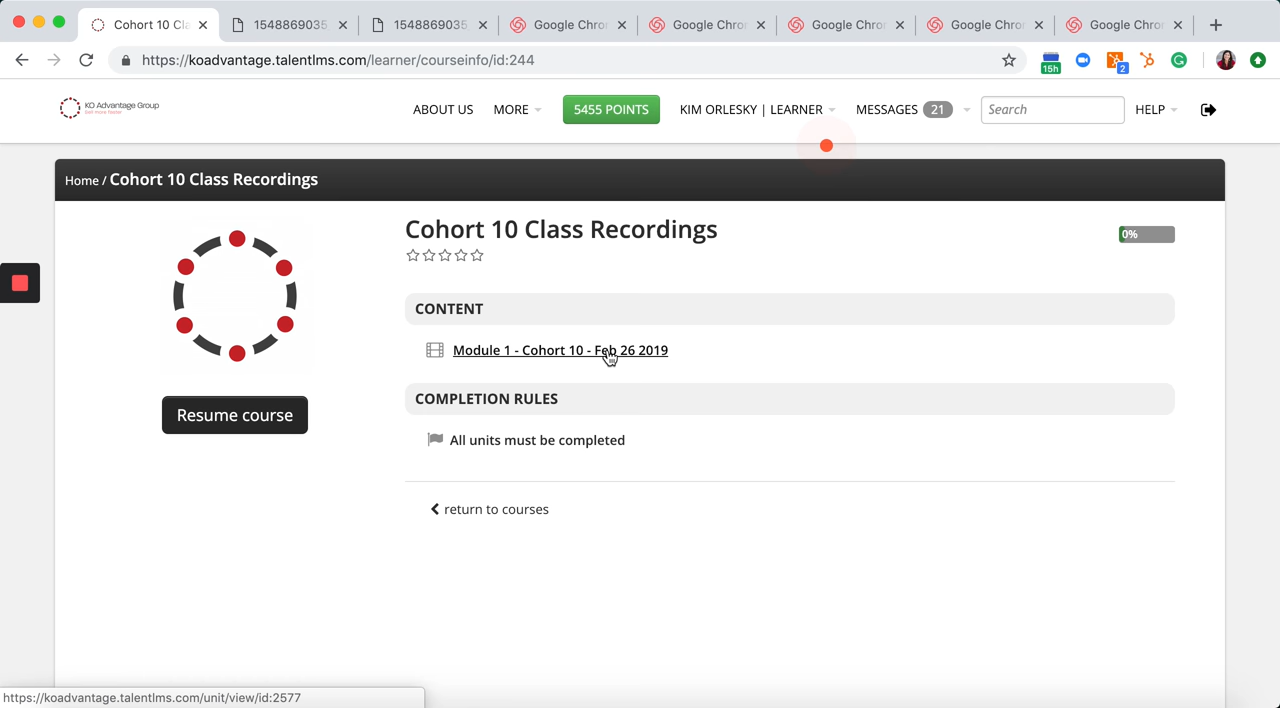 Cohort 10 Cla
1548869035
1548869035
Google Chro
Google Chro
Google Chro
Google Chro
Google Chro
https://koadvantage.talentlms.com/learner/courseinfo/id:244
15h
2
KO Advantage Group
ABOUT US
MORE
5455 POINTS
KIM ORLESKY | LEARNER
MESSAGES 21
Search
HELP
Home / Cohort 10 Class Recordings
Cohort 10 Class Recordings
0%
CONTENT
Module 1 - Cohort 10 - Feb 26 2019
Resume course
COMPLETION RULES
All units must be completed
return to courses
https://koadvantage.talentlms.com/unit/view/id:2577